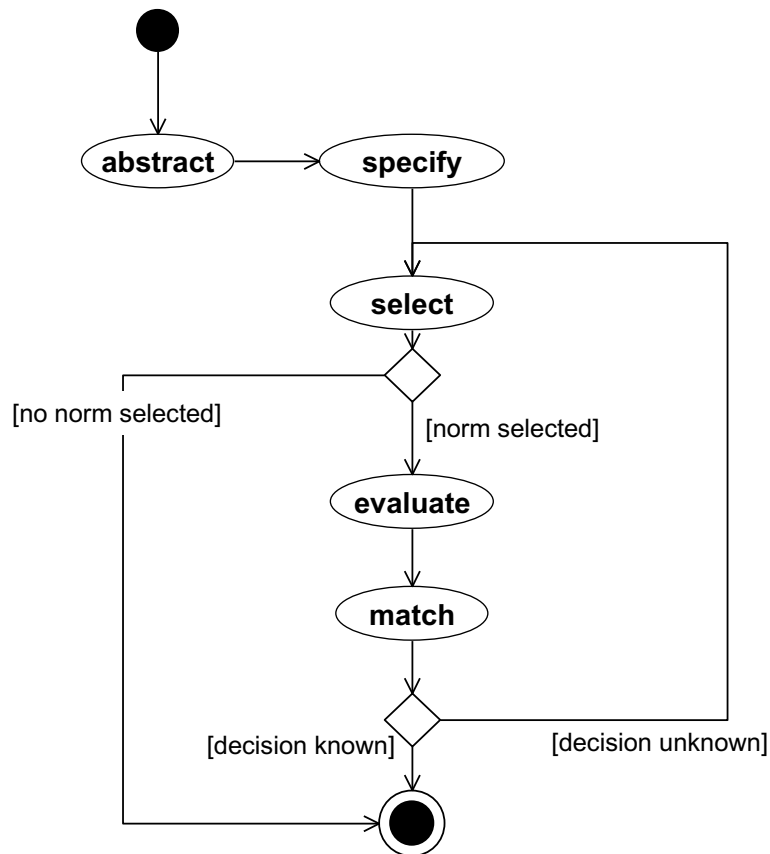 abstract
specify
select
[no norm selected]
[norm selected]
evaluate
match
[decision known]
[decision unknown]